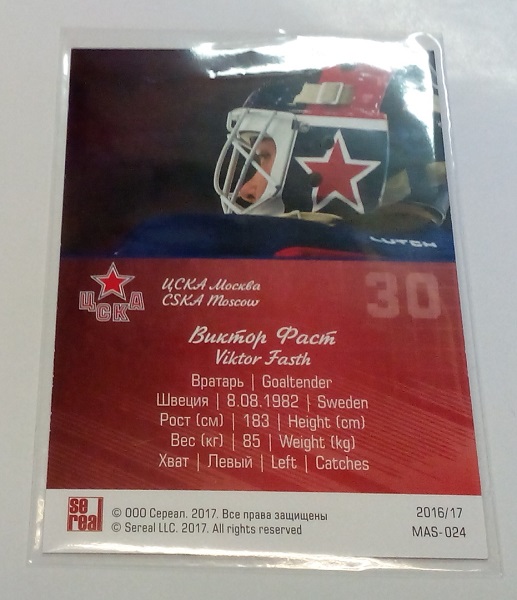 LUTCH
ЦСКА
ЦСКА Москва
CSKA Moscow
30
Виктор Фаст
Viktor Fasth
Вратарь | Goaltender
Швеция | 8.08.1982 | Sweden
Рост (см) | 183 | Height (cm)
Вес (кг) | 85 | Weight (kg)
Хват | Левый | Left | Catches
se
real
© ООО Сереал. 2017. Все права защищены
© Sereal LLC. 2017. All rights reserved
2016/17
MAS-024